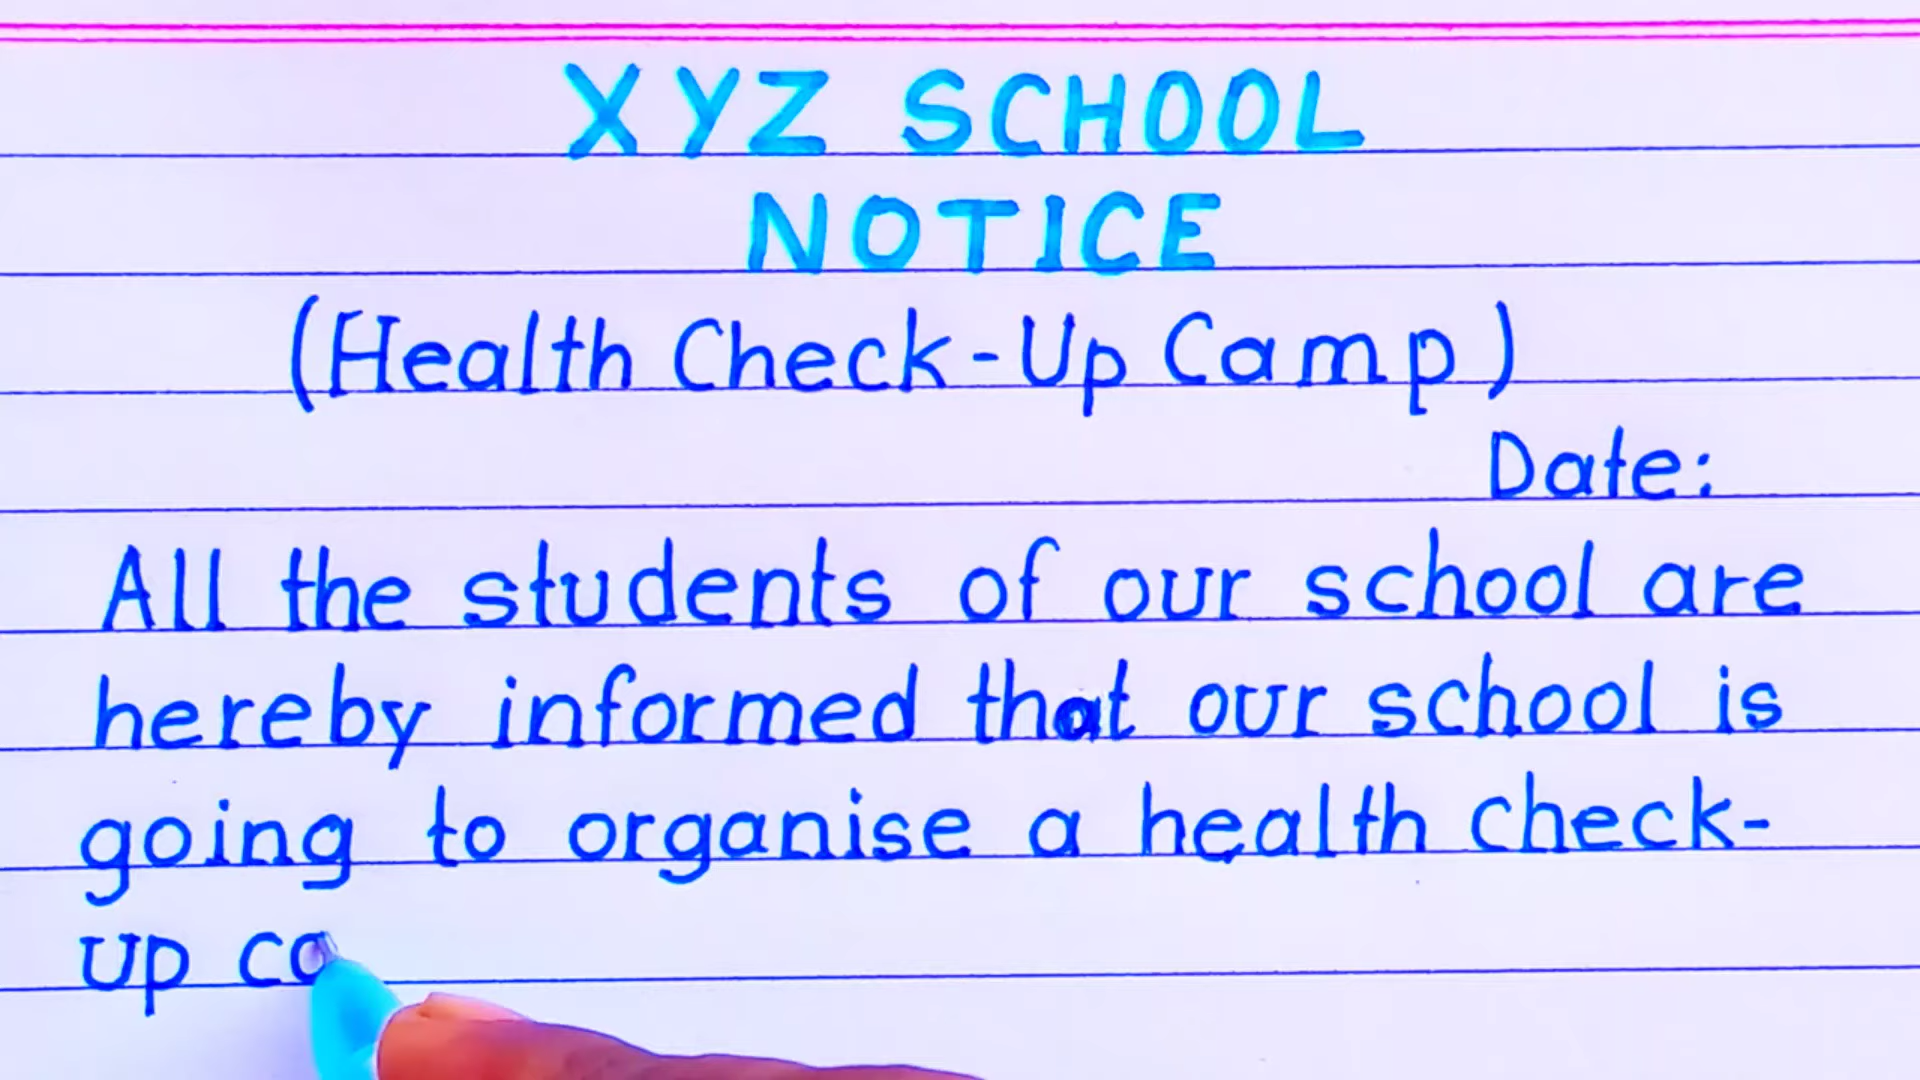 XYZ SCHOOL
NOTICE
(Health Check-Up Camp)
Date:
All the students of our school are
hereby informed that our school is
going to organise a health check-
up ca